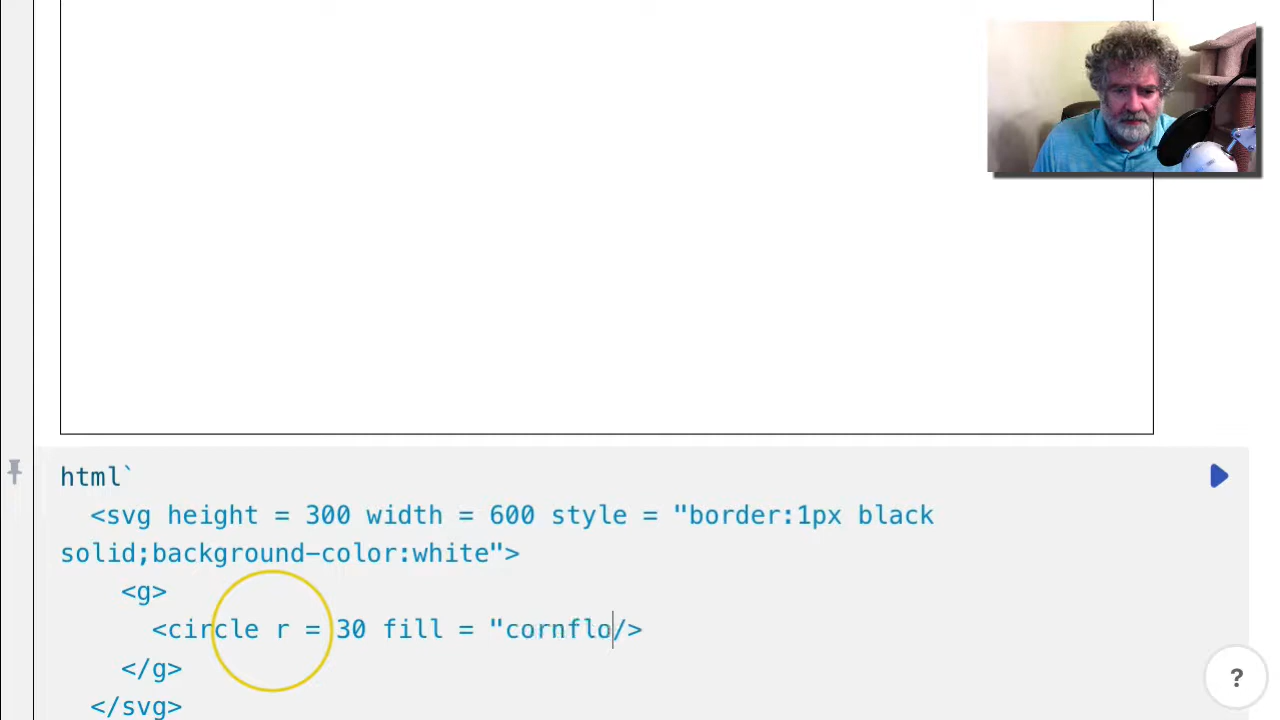 html`
<svg height = 300 width = 600 style = "border:1px black
solid;background-color:white">
<g>
<circle r = 30 fill = "cornflo/>
</g>
</svg>
?